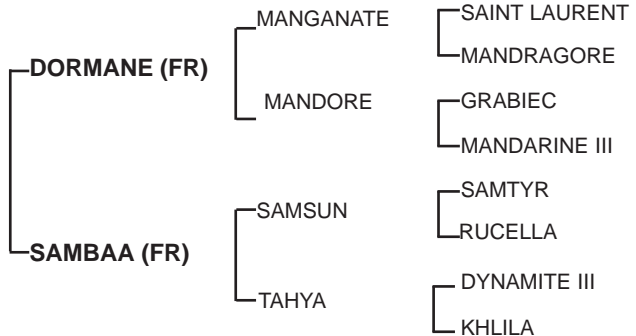 MANGANATE
SAINT LAURENT
MANDRAGORE
DORMANE (FR)
MANDORE
GRABIEC
MANDARINE III
SAMSUN
SAMTYR
RUCELLA
SAMBAA (FR)
TAHYA
DYNAMITE III
KHLILA